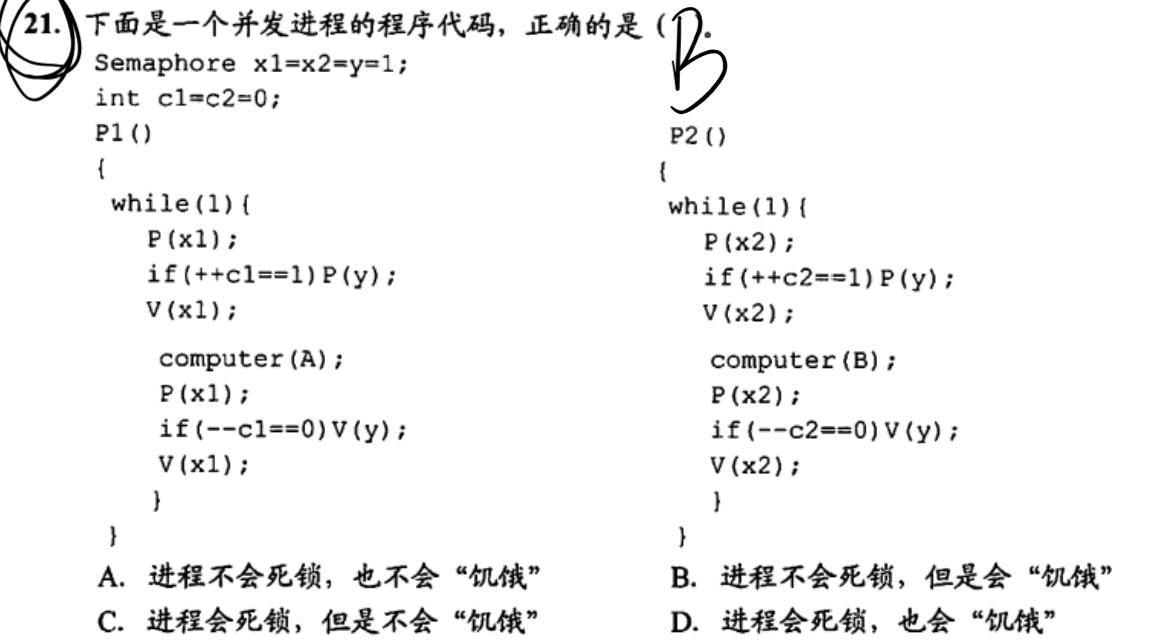 21. 下面是一个并发进程的程序代码，正确的是（B）。
Semaphore x1=x2=y=1;
int c1=c2=0;
P1()
{
while(1){
P(x1);
if(++c1==1)P(y);
V(x1);
computer(A);
P(x1);
if(--c1==0)V(y);
V(x1);
}
}
P2()
{
while(1){
P(x2);
if(++c2==1)P(y);
V(x2);
computer(B);
P(x2);
if(--c2==0)V(y);
V(x2);
}
}
A. 进程不会死锁，也不会“饥饿”
B. 进程不会死锁，但是会“饥饿”
C. 进程会死锁，但是不会“饥饿”
D. 进程会死锁，也会“饥饿”